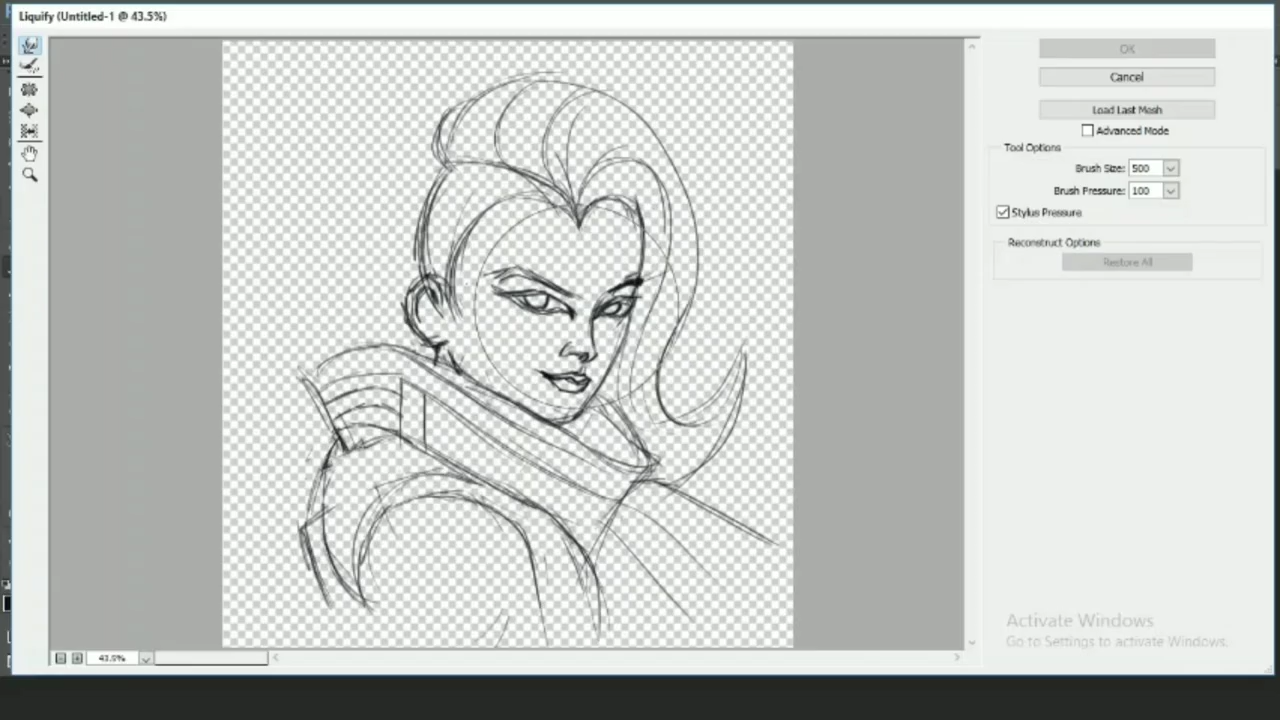 Liquify (Untitled-1 @ 43.5%)
OK
Cancel
Load Last Mesh
Advanced Mode
Tool Options
Brush Size: 500
Brush Pressure: 100
Stylus Pressure
Reconstruct Options
Restore All
Activate Windows
Go to Settings to activate Windows.
43.5%